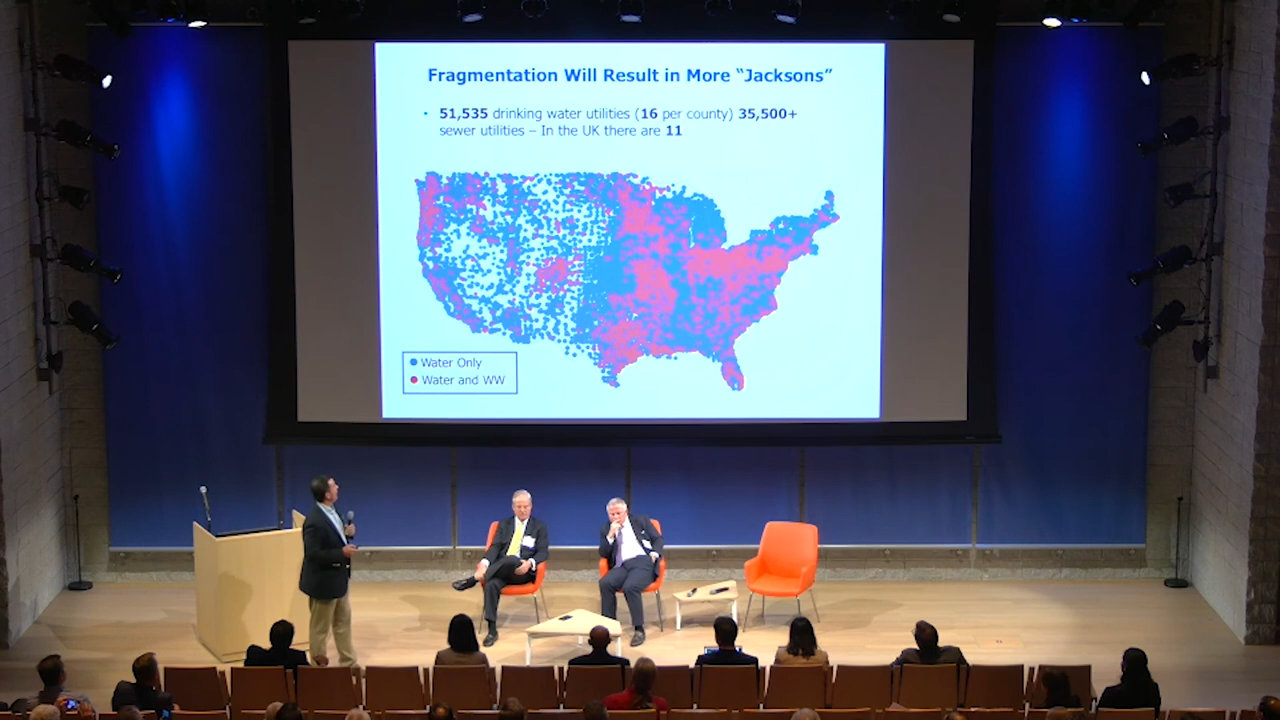 Fragmentation Will Result in More “Jacksons”
• 51,535 drinking water utilities (16 per county) 35,500+
sewer utilities – In the UK there are 11
Water Only
Water and WW